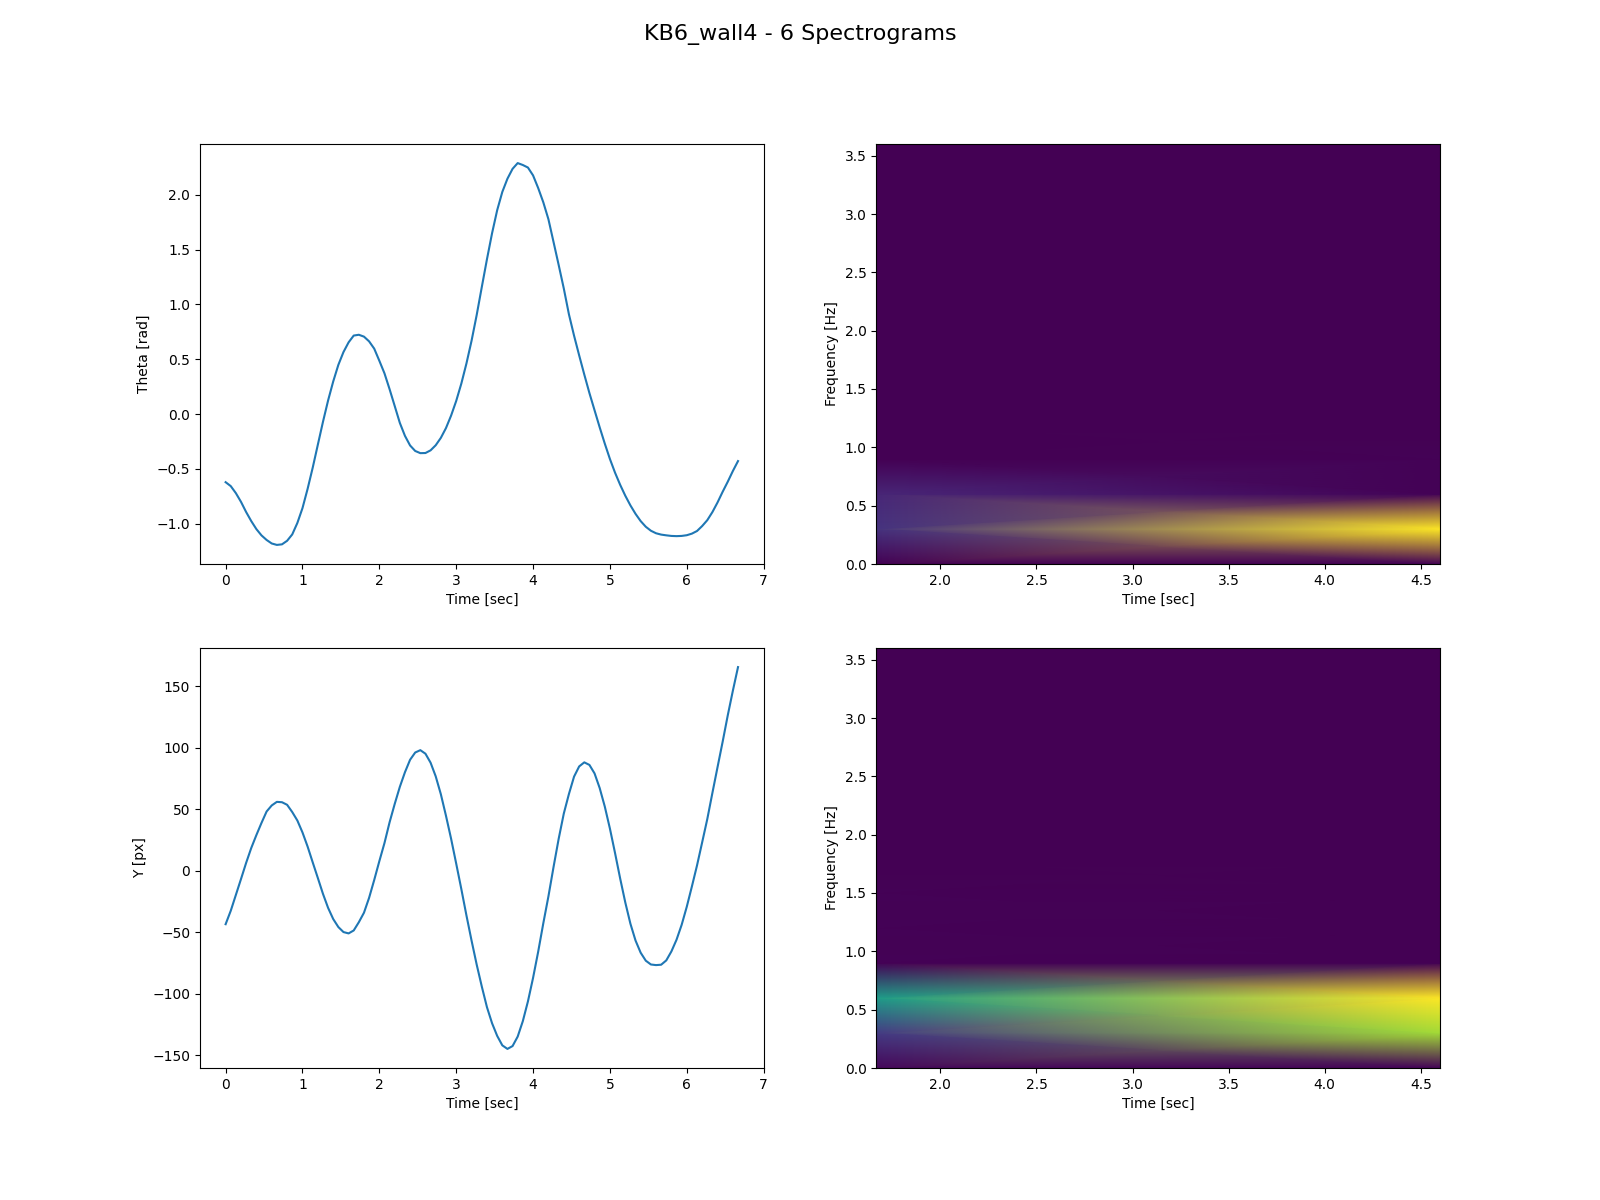 KB6_wall4 - 6 Spectrograms
Theta [rad]
2.0
1.5
1.0
0.5
0.0
−0.5
−1.0
0 1 2 3 4 5 6 7
Time [sec]
Frequency [Hz]
3.5
3.0
2.5
2.0
1.5
1.0
0.5
0.0
2.0 2.5 3.0 3.5 4.0 4.5
Time [sec]
Y [px]
150
100
50
0
−50
−100
−150
0 1 2 3 4 5 6 7
Time [sec]
Frequency [Hz]
3.5
3.0
2.5
2.0
1.5
1.0
0.5
0.0
2.0 2.5 3.0 3.5 4.0 4.5
Time [sec]